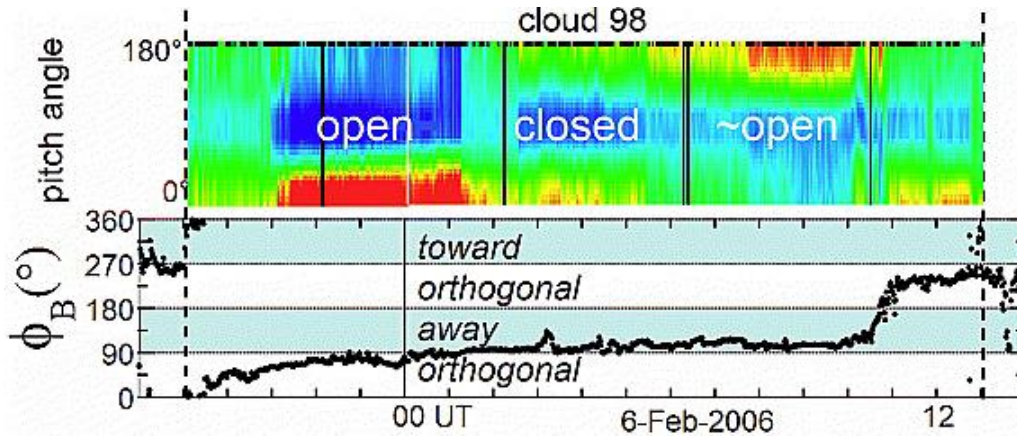 cloud 98
180°
pitch angle
open
closed
~open
0°
360
toward
270
orthogonal
ϕB(°)
180
away
90
orthogonal
0
00 UT
6-Feb-2006
12